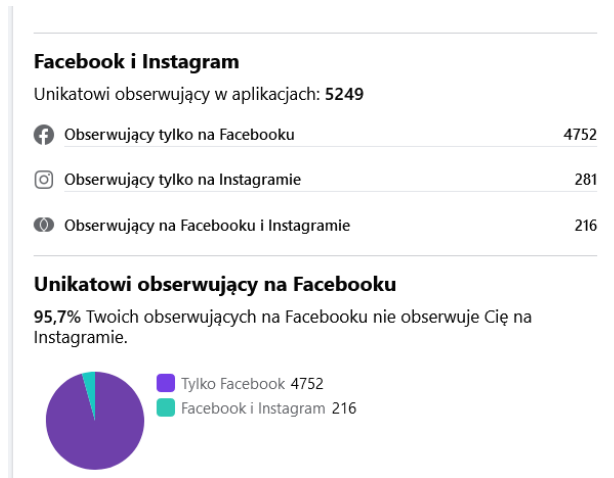 Facebook i Instagram
Unikatowi obserwujący w aplikacjach: 5249
Obserwujący tylko na Facebooku 4752
Obserwujący tylko na Instagramie 281
Obserwujący na Facebooku i Instagramie 216
Unikatowi obserwujący na Facebooku
95,7% Twoich obserwujących na Facebooku nie obserwuje Cię na
Instagramie.
Tylko Facebook 4752
Facebook i Instagram 216